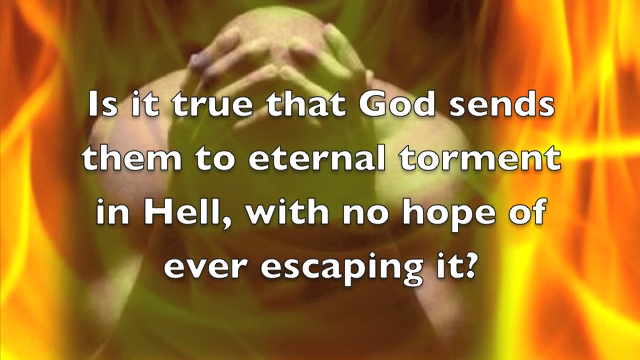 Is it true that God sends
them to eternal torment
in Hell, with no hope of
ever escaping it?